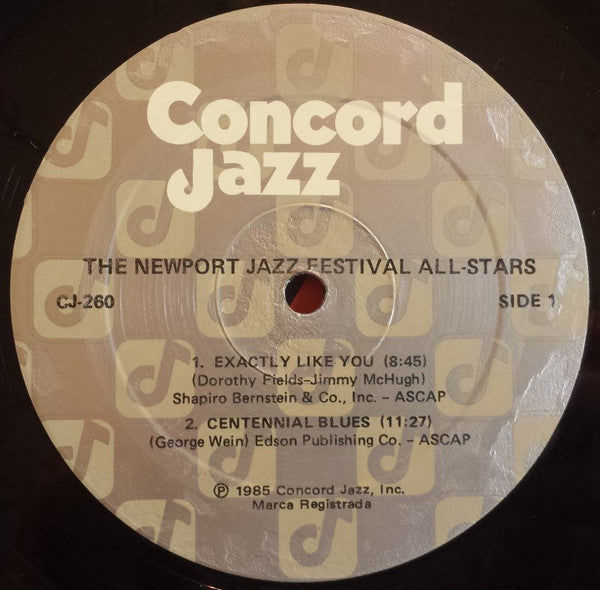 Concord
Jazz
THE NEWPORT JAZZ FESTIVAL ALL-STARS
CJ-260
SIDE 1
1. EXACTLY LIKE YOU (8:45)
(Dorothy Fields-Jimmy McHugh)
Shapiro Bernstein & Co., Inc. – ASCAP
2. CENTENNIAL BLUES (11:27)
(George Wein) Edson Publishing Co. – ASCAP
℗ 1985 Concord Jazz, Inc.
Marca Registrada